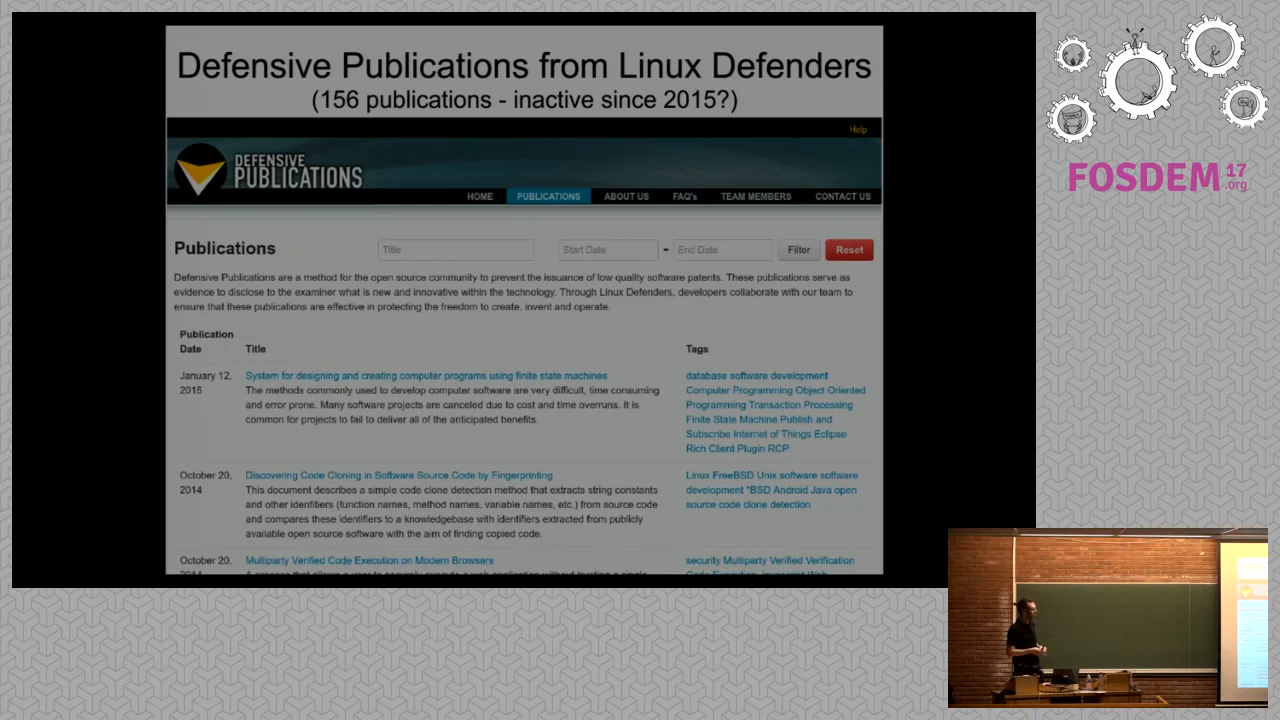 Defensive Publications from Linux Defenders
(156 publications - inactive since 2015?)
Help
DEFENSIVE
PUBLICATIONS
HOME PUBLICATIONS ABOUT US FAQ's TEAM MEMBERS CONTACT US
Publications Title Start Date - End Date Filter Reset
Defensive Publications are a method for the open source community to prevent the issuance of low quality software patents. These publications serve as
evidence to disclose to the examiner what is new and innovative within the technology. Through Linux Defenders, developers collaborate with our team to
ensure that these publications are effective in protecting the freedom to create, invent and operate.
Publication
Date Title Tags
January 12, System for designing and creating computer programs using finite state machines database software development
2015 The methods commonly used to develop computer software are very difficult, time consuming Computer Programming Object Oriented
and error prone. Many software projects are canceled due to cost and time overruns. It is Programming Transaction Processing
common for projects to fail to deliver all of the anticipated benefits. Finite State Machine Publish and
Subscribe Internet of Things Eclipse
Rich Client Plugin RCP
October 20, Discovering Code Cloning in Software Source Code by Fingerprinting Linux FreeBSD Unix software software
2014 This document describes a simple code clone detection method that extracts string constants development *BSD Android Java open
and other idenfitiers (function names, method names, variable names, etc.) from source code source code clone detection
and compares these identifiers to a knowledgebase with identifiers extracted from publicly
available open source software with the aim of finding copied code.
October 20, Multiparty Verified Code Execution on Modern Browsers security Multiparty Verified Verification
FOSDEM 17
.org